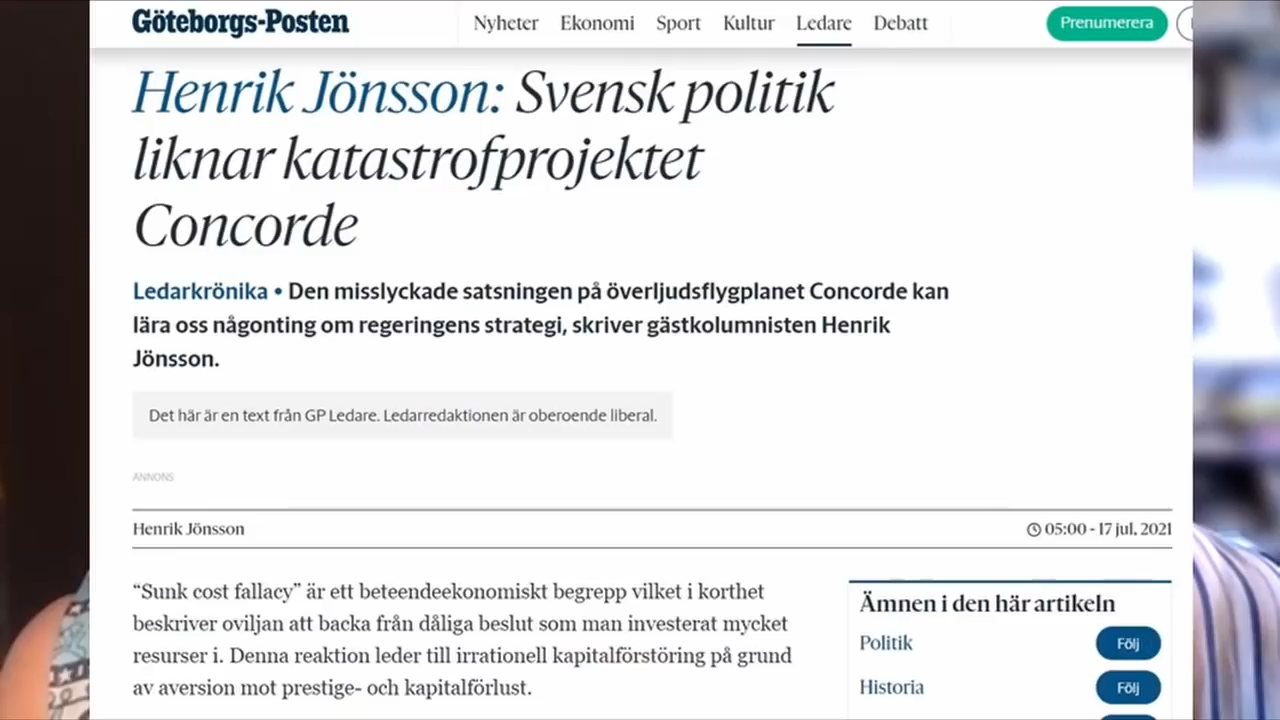 Göteborgs-Posten
Nyheter Ekonomi Sport Kultur Ledare Debatt
Prenumerera
Henrik Jönsson: Svensk politik
liknar katastrofprojektet
Concorde
Ledarkrönika • Den misslyckade satsningen på överljudsflygplanet Concorde kan
lära oss någonting om regeringens strategi, skriver gästkolumnisten Henrik
Jönsson.
Det här är en text från GP Ledare. Ledarredaktionen är oberoende liberal.
ANNONS
Henrik Jönsson
05:00 - 17 jul, 2021
“Sunk cost fallacy” är ett beteendeekonomiskt begrepp vilket i korthet
beskriver oviljan att backa från dåliga beslut som man investerat mycket
resurser i. Denna reaktion leder till irrationell kapitalförstöring på grund
av aversion mot prestige- och kapitalförlust.
Ämnen i den här artikeln
Politik Följ
Historia Följ